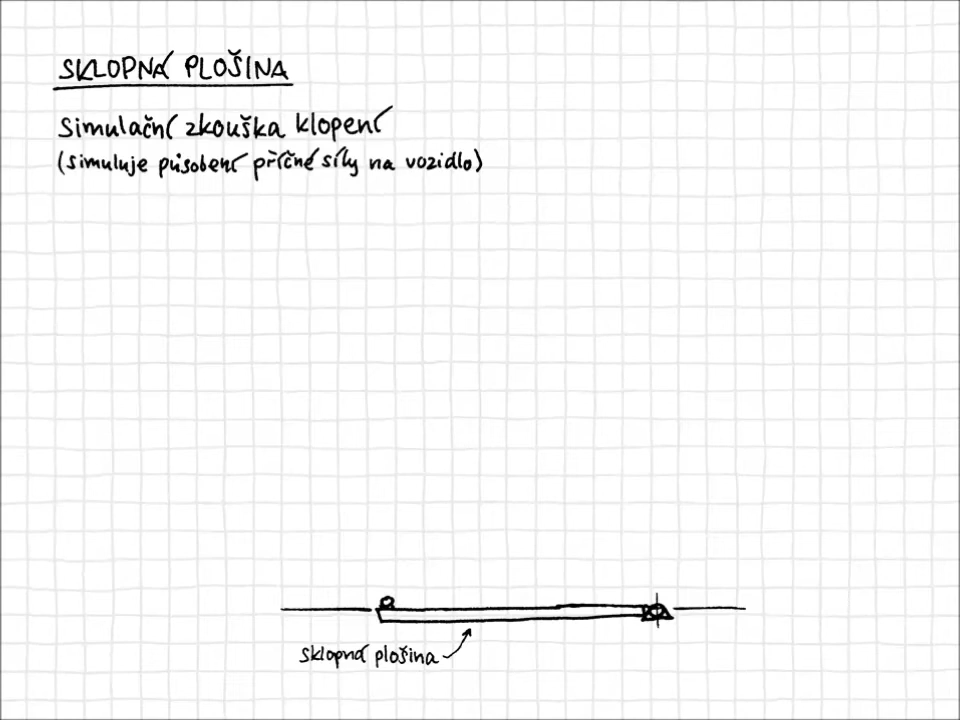 SKLOPNÁ PLOŠINA
Simulační zkouška klopení
(simuluje působení příčné síly na vozidlo)
sklopná plošina